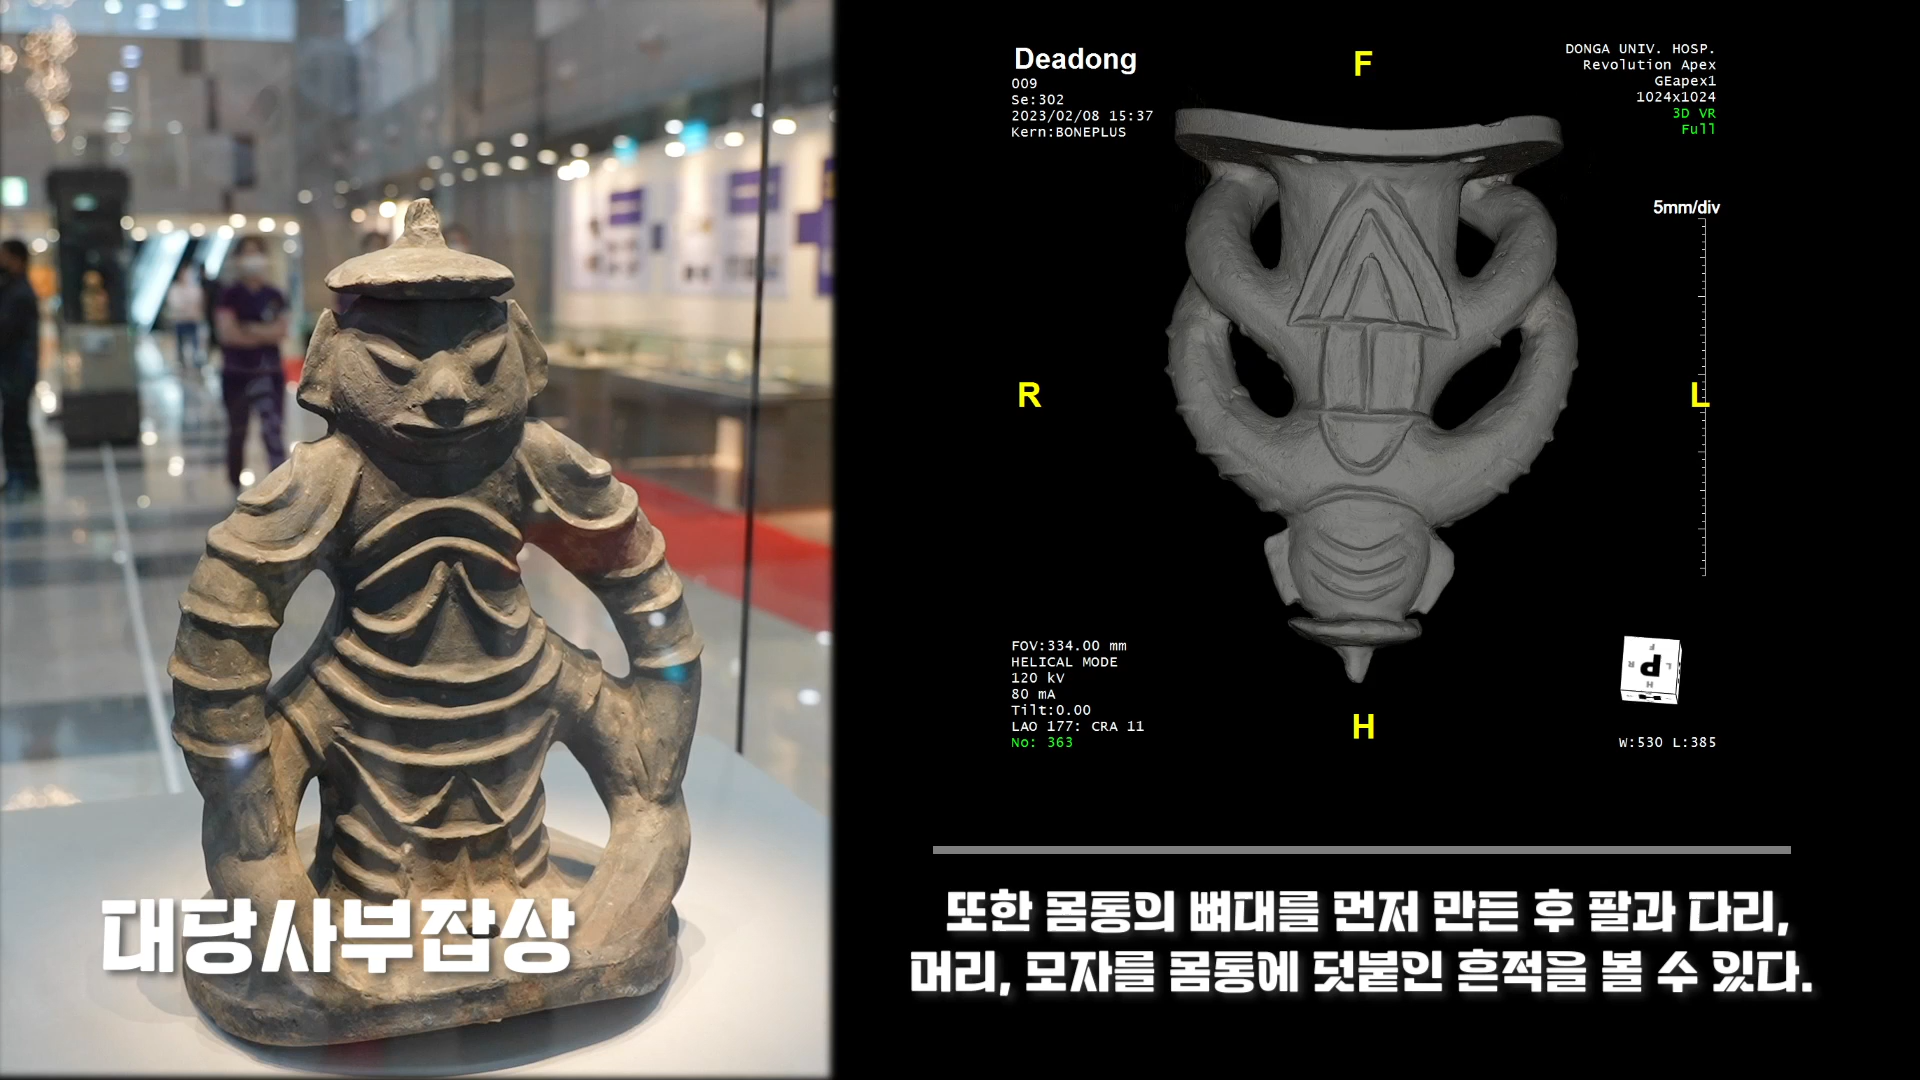 대당사부잡상
Deadong
009
Se:302
2023/02/08 15:37
Kern:BONEPLUS
F
DONGA UNIV. HOSP.
Revolution Apex
GEapex1
1024x1024
3D VR
Full
5mm/div
R
L
FOV:334.00 mm
HELICAL MODE
120 kV
80 mA
Tilt:0.00
LAO 177: CRA 11
No: 363
H
F
R
P
L
H
W:530 L:385
또한 몸통의 뼈대를 먼저 만든 후 팔과 다리,
머리, 모자를 몸통에 덧붙인 흔적을 볼 수 있다.